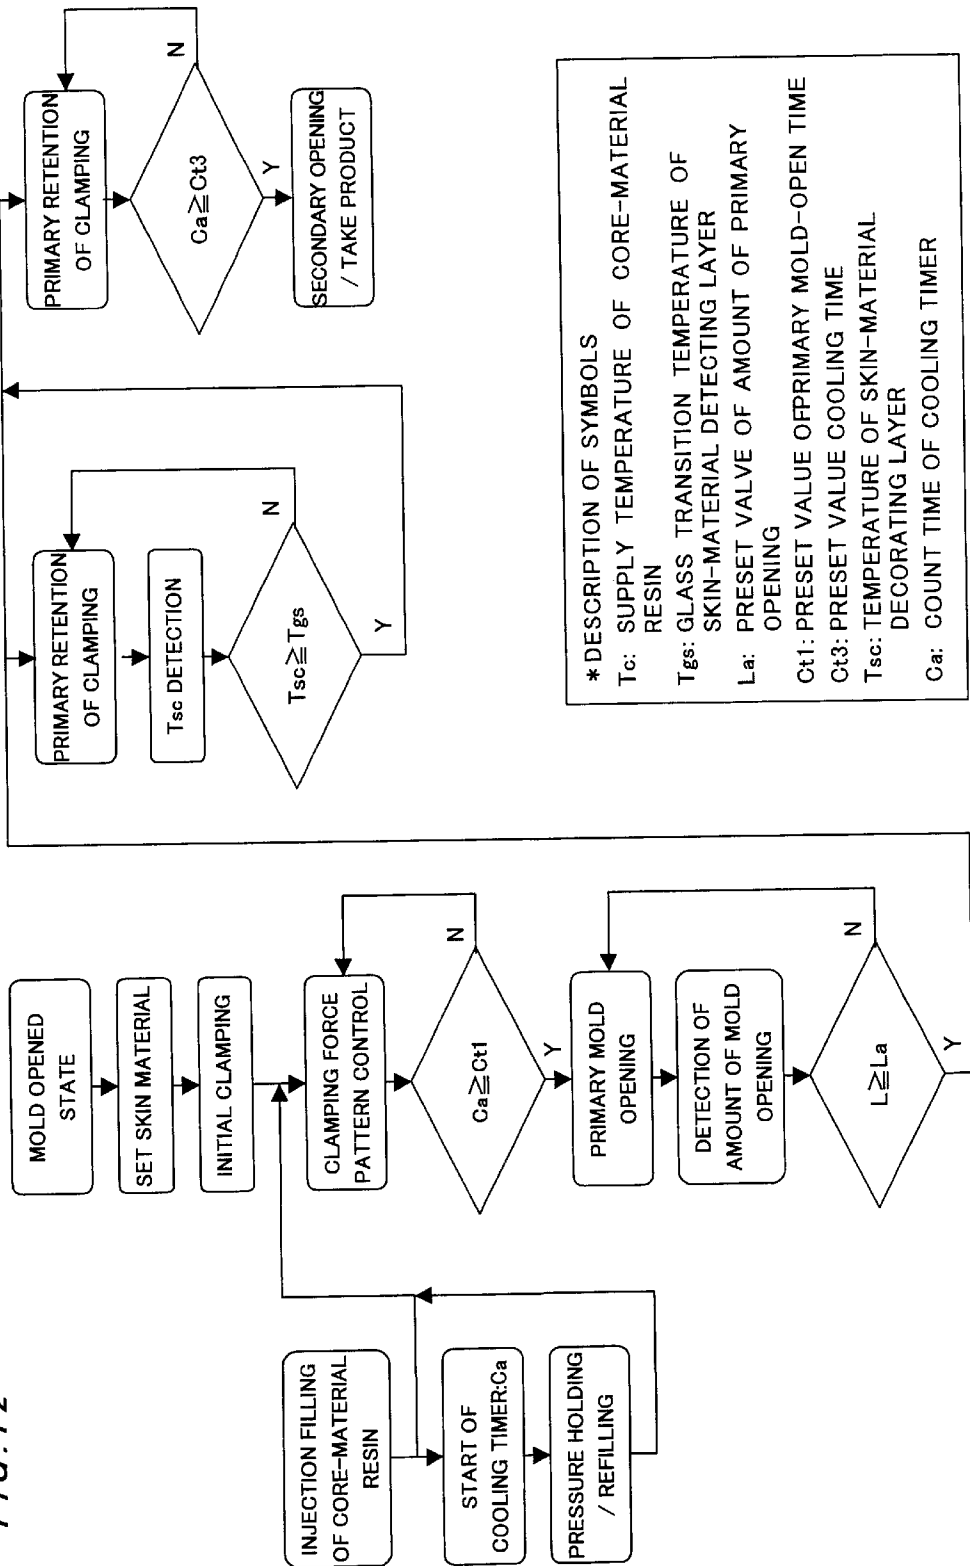 MOLD OPENED
STATE
SET SKIN MATERIAL
INITIAL CLAMPING
INJECTION FILLING
OF CORE-MATERIAL
RESIN
START OF
COOLING TIMER:Ca
PRESSURE HOLDING
/ REFILLING
CLAMPING FORCE
PATTERN CONTROL
Ca≧Ct1
N
Y
PRIMARY MOLD
OPENING
DETECTION OF
AMOUNT OF MOLD
OPENING
L≧La
N
Y
PRIMARY RETENTION
OF CLAMPING
Tsc DETECTION
Tsc≧Tgs
N
Y
PRIMARY RETENTION
OF CLAMPING
Ca≧Ct3
N
Y
SECONDARY OPENING
/ TAKE PRODUCT
*DESCRIPTION OF SYMBOLS
Tc: SUPPLY TEMPERATURE OF CORE-MATERIAL
RESIN
Tgs: GLASS TRANSITION TEMPERATURE OF
SKIN-MATERIAL DETECTING LAYER
La: PRESET VALVE OF AMOUNT OF PRIMARY
OPENING
Ct1: PRESET VALUE OFPRIMARY MOLD-OPEN TIME
Ct3: PRESET VALUE COOLING TIME
Tsc: TEMPERATURE OF SKIN-MATERIAL
DECORATING LAYER
Ca: COUNT TIME OF COOLING TIMER